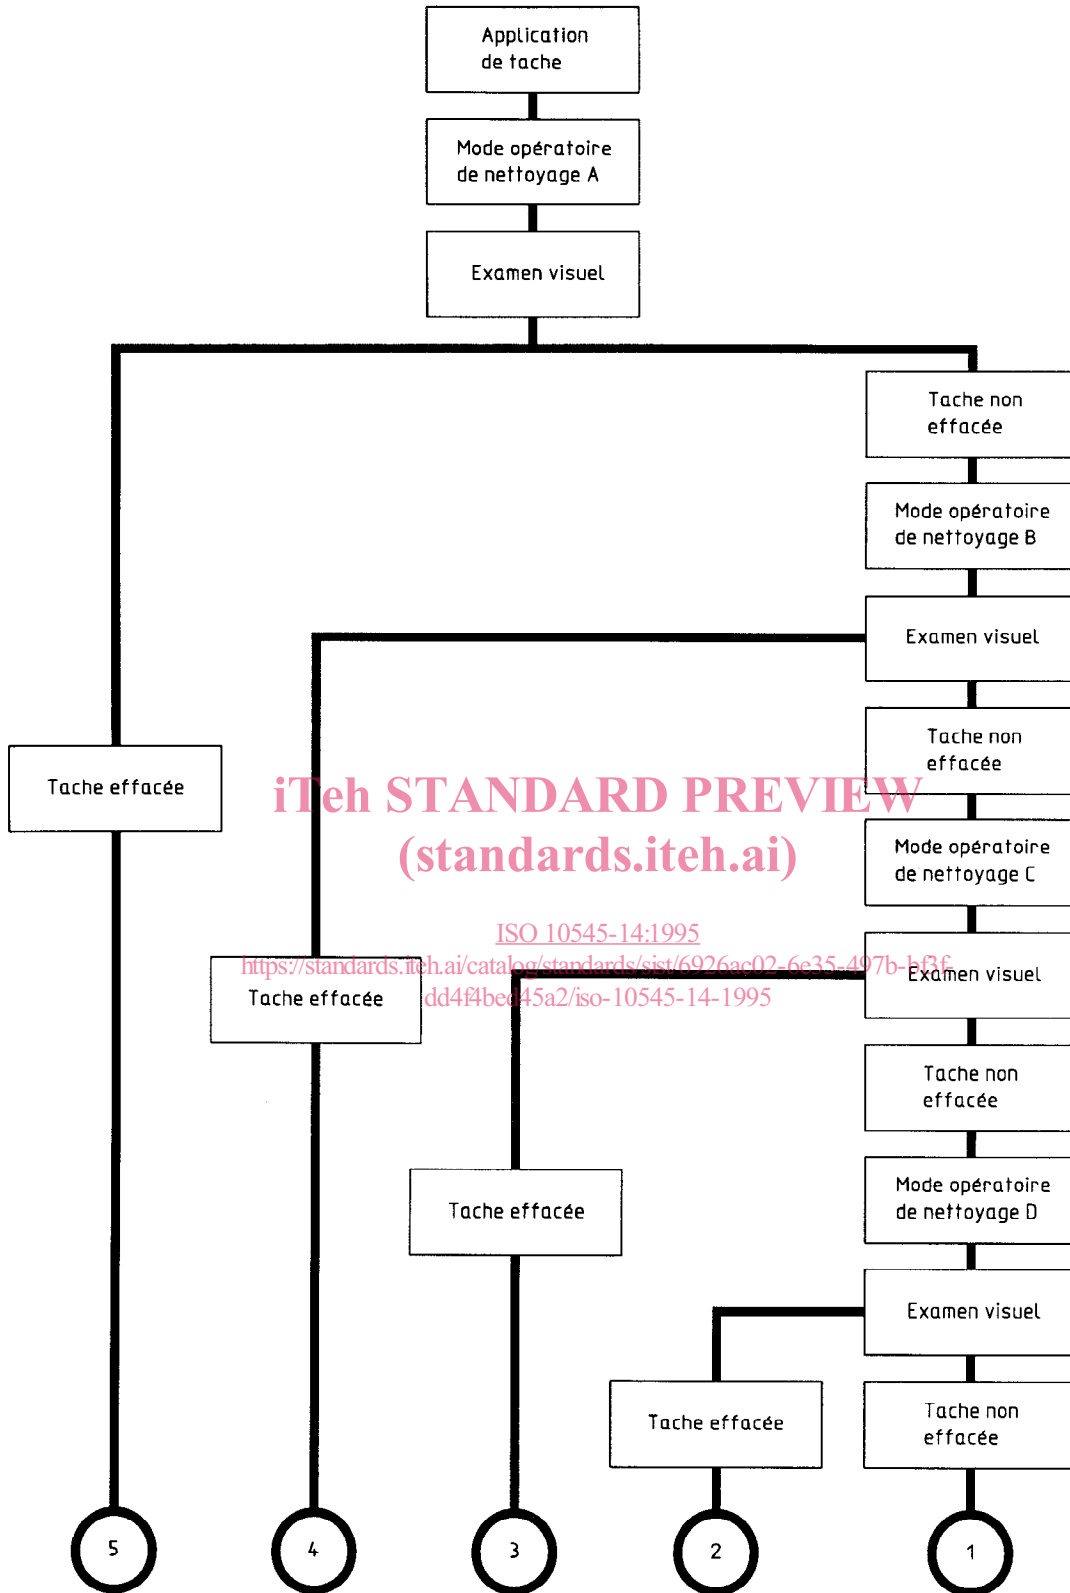 Application
de tache
Mode opératoire
de nettoyage A
Examen visuel
Tache non
effacée
Mode opératoire
de nettoyage B
Examen visuel
Tache non
effacée
Tache effacée
iTeh STANDARD PREVIEW
(standards.iteh.ai)
Mode opératoire
de nettoyage C
ISO 10545-14:1995
https://standards.iteh.ai/catalog/standards/sist/6926ac02-6e35-497b-bf3f-
dd4f4bed45a2/iso-10545-14-1995
Examen visuel
Tache effacée
Tache non
effacée
Mode opératoire
de nettoyage D
Tache effacée
Examen visuel
Tache effacée
Tache non
effacée
5
4
3
2
1